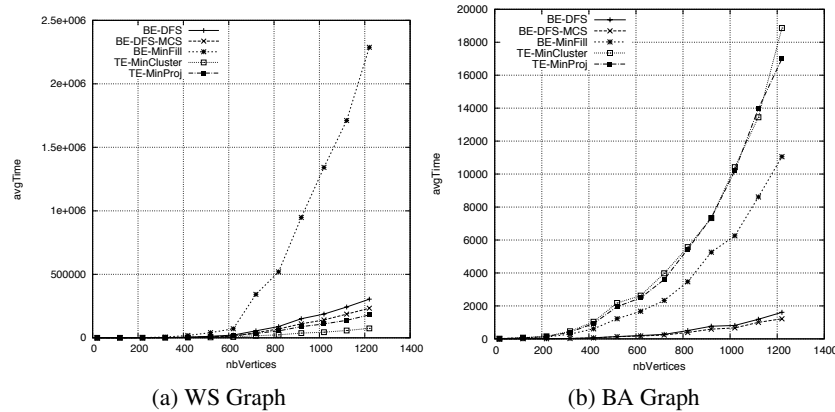 2.5e+006
2e+006
1.5e+006
1e+006
500000
0
avgTime
BE-DFS
BE-DFS-MCS
BE-MinFill
TE-MinCluster
TE-MinProj
0 200 400 600 800 1000 1200 1400
nbVertices
(a) WS Graph
20000
18000
16000
14000
12000
10000
8000
6000
4000
2000
0
avgTime
BE-DFS
BE-DFS-MCS
BE-MinFill
TE-MinCluster
TE-MinProj
0 200 400 600 800 1000 1200 1400
nbVertices
(b) BA Graph